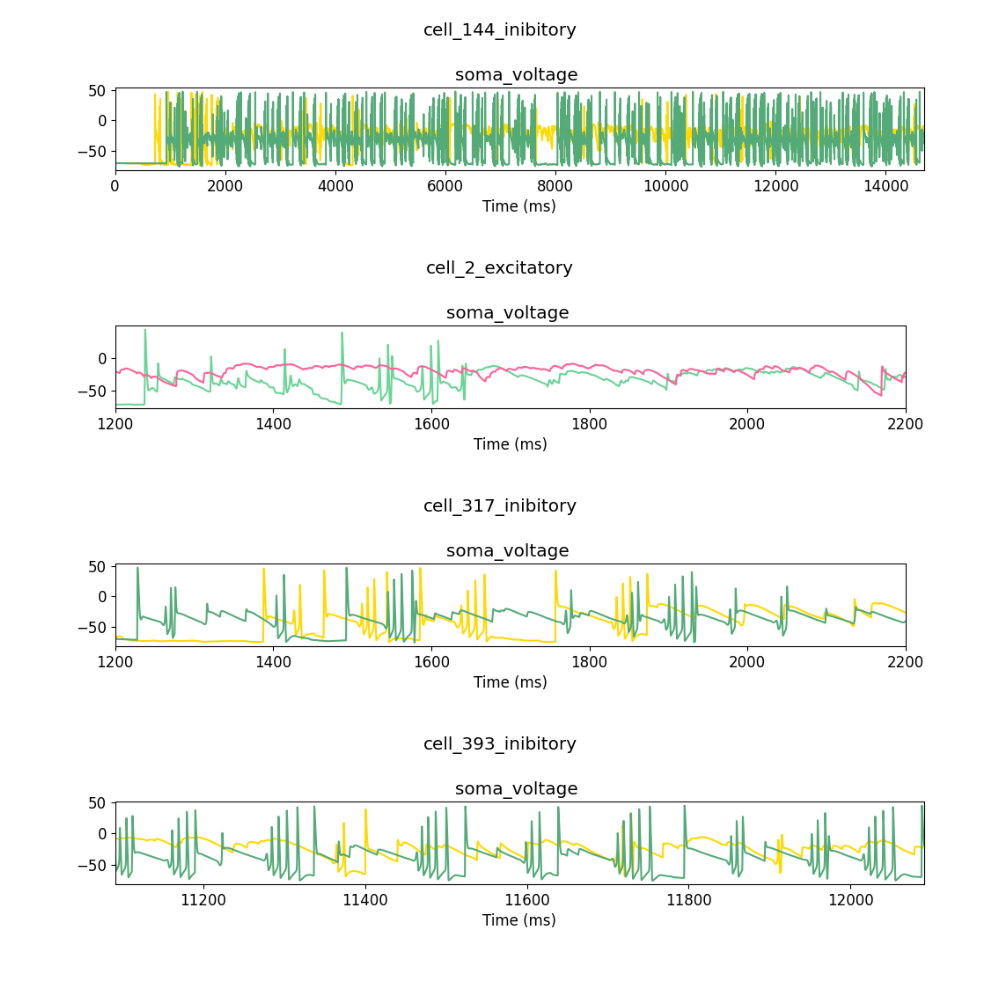 cell_144_inibitory
soma_voltage
50
0
−50
0 2000 4000 6000 8000 10000 12000 14000
Time (ms)
cell_2_excitatory
soma_voltage
0
−50
1200 1400 1600 1800 2000 2200
Time (ms)
cell_317_inibitory
soma_voltage
50
0
−50
1200 1400 1600 1800 2000 2200
Time (ms)
cell_393_inibitory
soma_voltage
50
0
−50
11200 11400 11600 11800 12000
Time (ms)